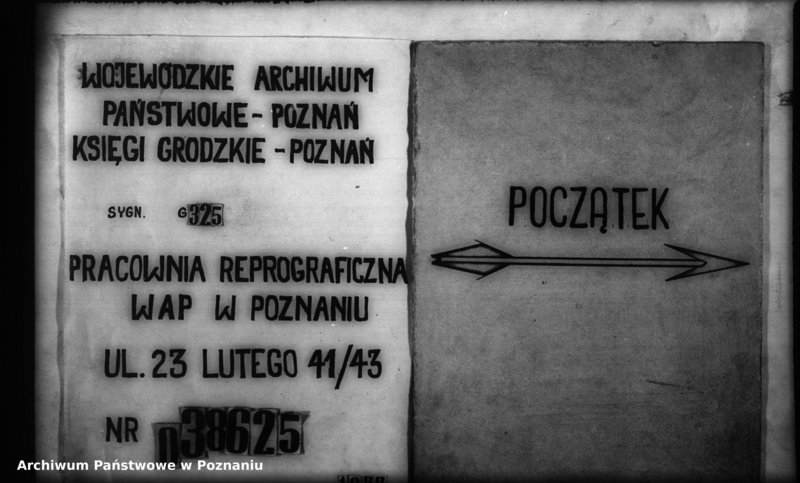 WOJEWÓDZKIE ARCHIWUM
PAŃSTWOWE - POZNAŃ
KSIĘGI GRODZKIE - POZNAŃ
SYGN. G325
PRACOWNIA REPROGRAFICZNA
WAP W POZNANIU
UL. 23 LUTEGO 41/43
NR 038625
POCZĄTEK
Archiwum Państwowe w Poznaniu